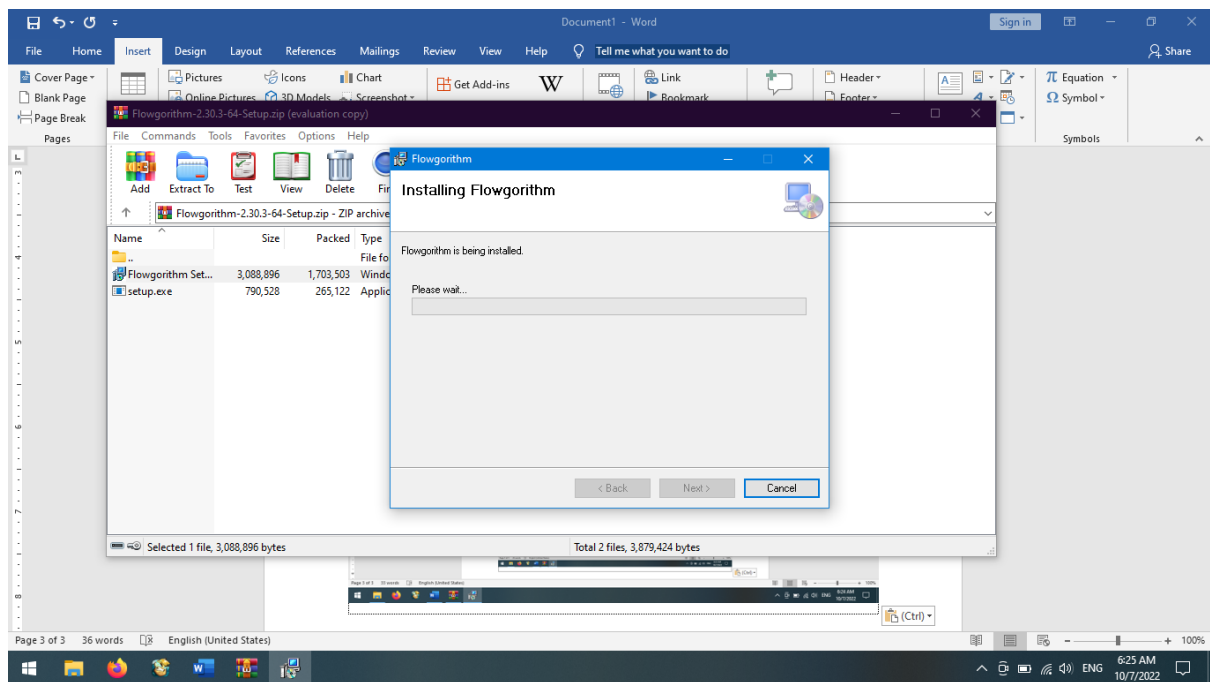 Document1 - Word
Sign in
File Home Insert Design Layout References Mailings Review View Help Tell me what you want to do Share
Cover Page Pictures Icons Chart Get Add-ins W Link Header Equation
Blank Page Online Pictures 3D Models Screenshot Bookmark Footer Symbol
Page Break
Pages Symbols
Flowgorithm-2.30.3-64-Setup.zip (evaluation copy)
File Commands Tools Favorites Options Help
Add Extract To Test View Delete
Flowgorithm-2.30.3-64-Setup.zip - ZIP archive
Name Size Packed Type
.. File fo
Flowgorithm Set... 3,088,896 1,703,503 Windo
setup.exe 790,528 265,122 Applic
Selected 1 file, 3,088,896 bytes Total 2 files, 3,879,424 bytes
Flowgorithm
Installing Flowgorithm
Flowgorithm is being installed.
Please wait...
< Back Next > Cancel
(Ctrl)
Page 3 of 3 36 words English (United States) 100%
ENG 6:25 AM
10/7/2022